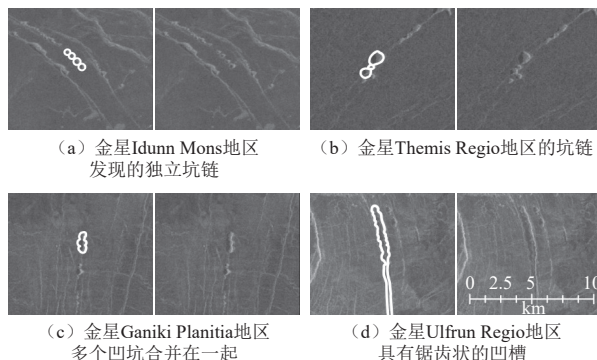 （a）金星Idunn Mons地区
发现的独立坑链
（b）金星Themis Regio地区的坑链
（c）金星Ganiki Planitia地区
多个凹坑合并在一起
0 2.5 5 10
km
（d）金星Ulfrun Regio地区
具有锯齿状的凹槽